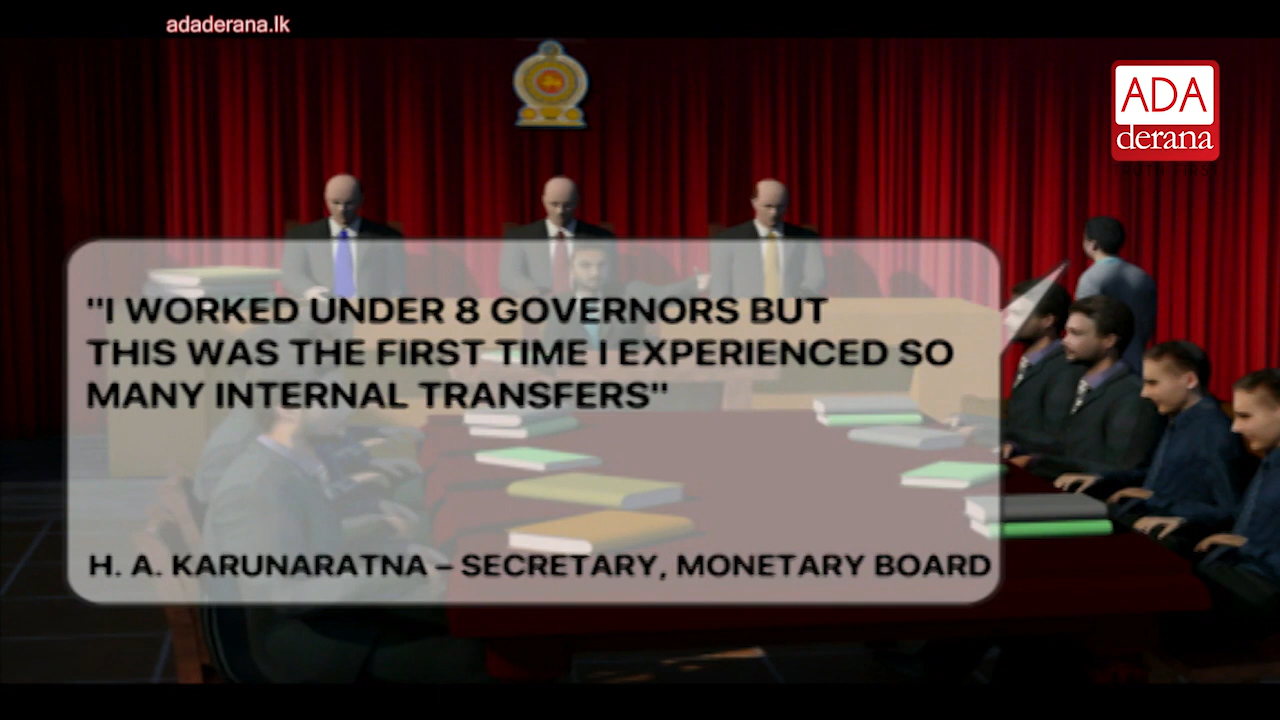 adaderana.lk
ADA
derana
"I WORKED UNDER 8 GOVERNORS BUT
THIS WAS THE FIRST TIME I EXPERIENCED SO
MANY INTERNAL TRANSFERS"
H. A. KARUNARATNA – SECRETARY, MONETARY BOARD